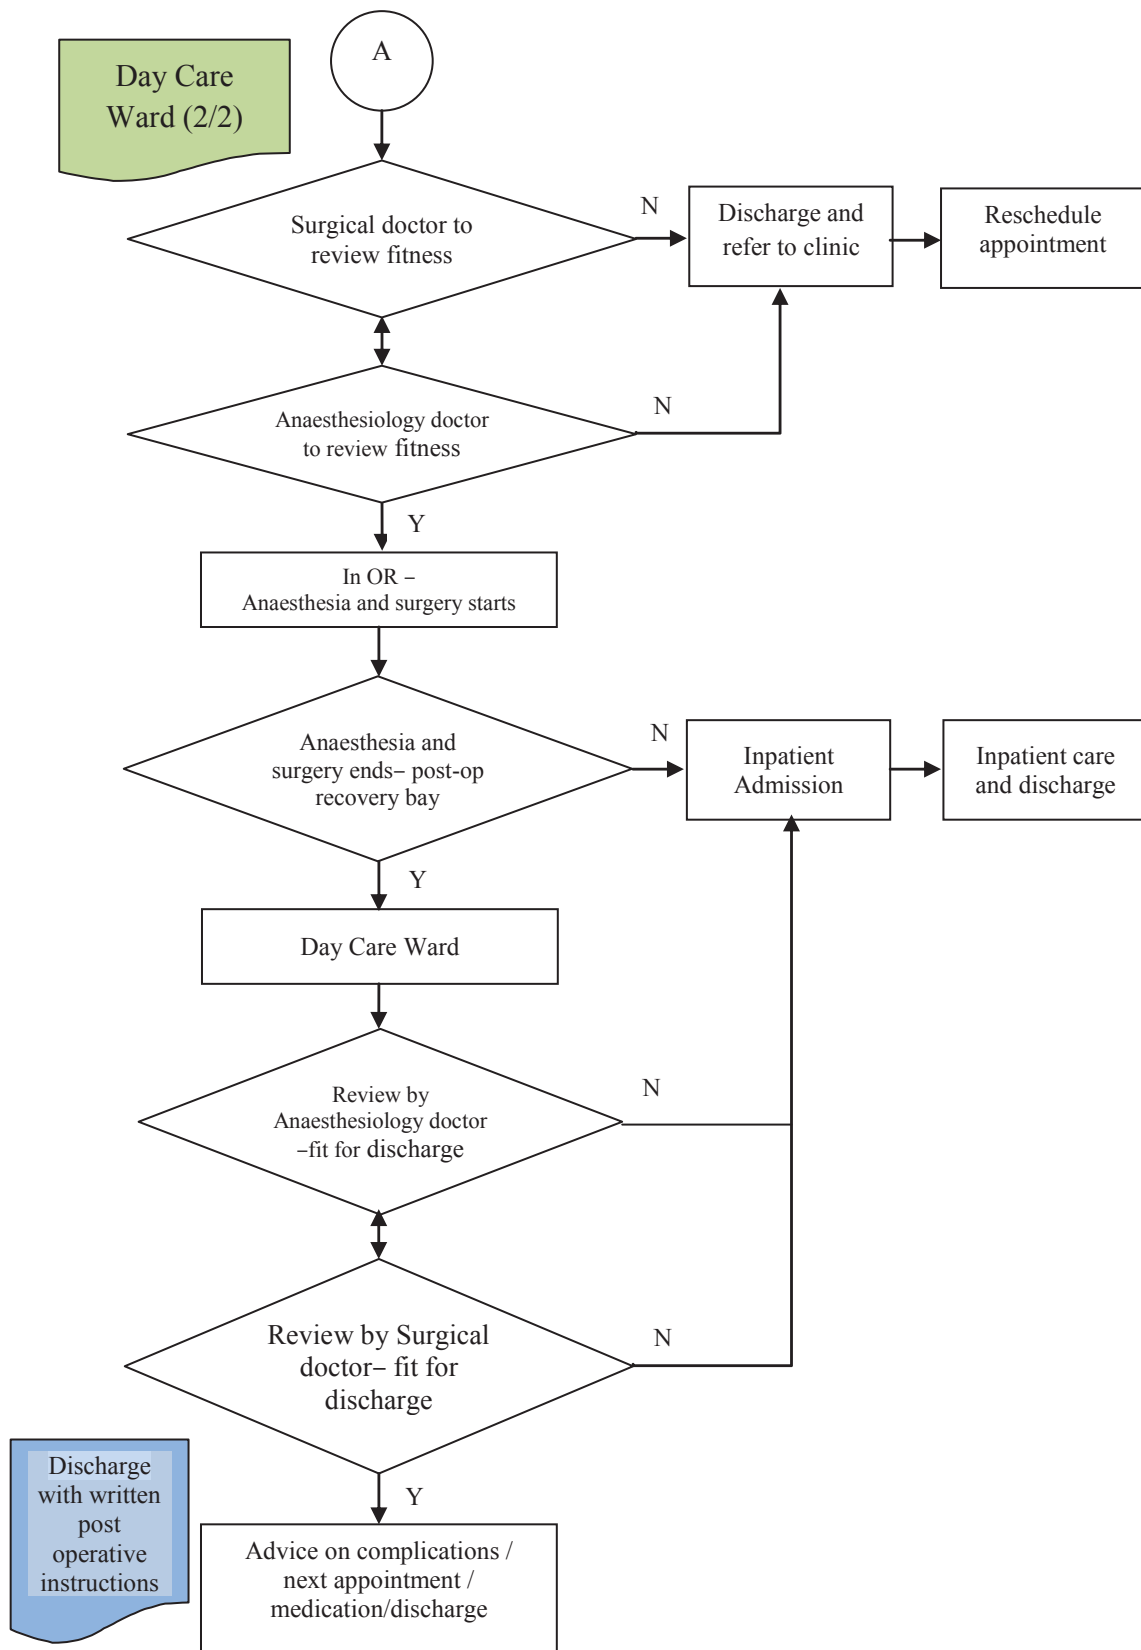 A
Day Care
Ward (2/2)
Surgical doctor to
review fitness
N
Discharge and
refer to clinic
Reschedule
appointment
Anaesthesiology doctor
to review fitness
N
Y
In OR –
Anaesthesia and surgery starts
Anaesthesia and
surgery ends– post-op
recovery bay
N
Inpatient
Admission
Inpatient care
and discharge
Y
Day Care Ward
Review by
Anaesthesiology doctor
–fit for discharge
N
Review by Surgical
doctor– fit for
discharge
N
Y
Discharge
with written
post
operative
instructions
Advice on complications /
next appointment /
medication/discharge